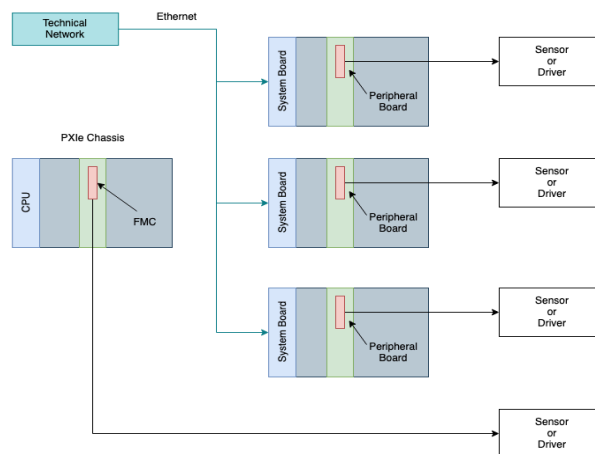 Technical
Network
Ethernet
System Board
Peripheral
Board
Sensor
or
Driver
PXIe Chassis
CPU
FMC
System Board
Peripheral
Board
Sensor
or
Driver
System Board
Peripheral
Board
Sensor
or
Driver
Sensor
or
Driver